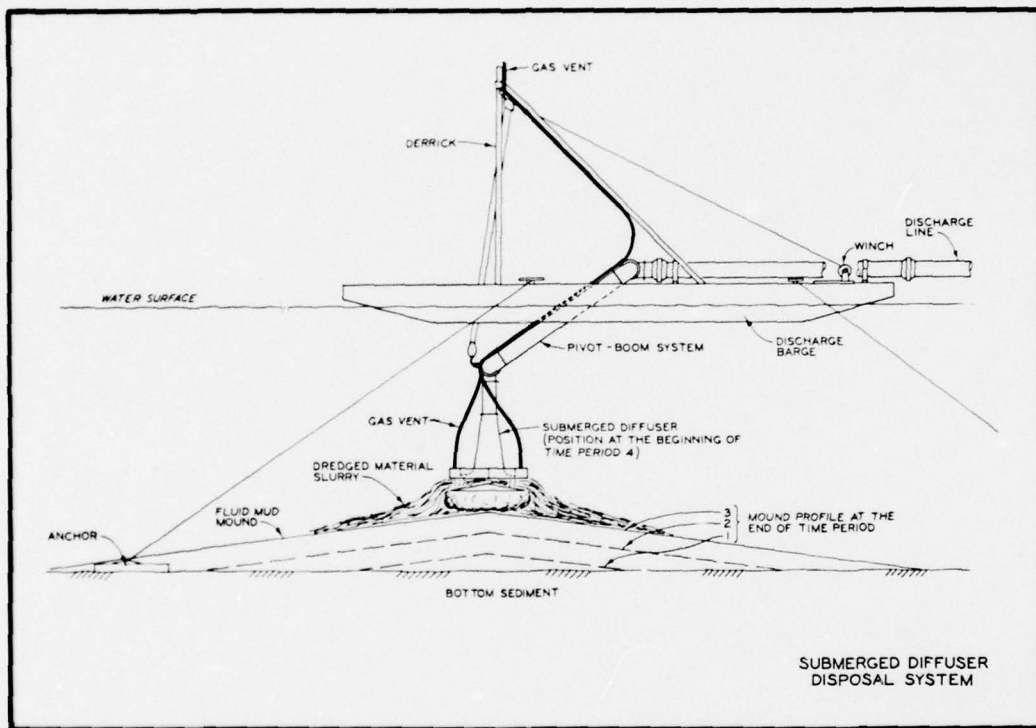 GAS VENT
DERRICK
DISCHARGE
LINE
WINCH
WATER SURFACE
DISCHARGE
BARGE
PIVOT-BOOM SYSTEM
GAS VENT
SUBMERGED DIFFUSER
(POSITION AT THE BEGINNING OF
TIME PERIOD 4)
DREDGED MATERIAL
SLURRY
FLUID MUD
MOUND
3
2
1
MOUND PROFILE AT THE
END OF TIME PERIOD
ANCHOR
BOTTOM SEDIMENT
SUBMERGED DIFFUSER
DISPOSAL SYSTEM